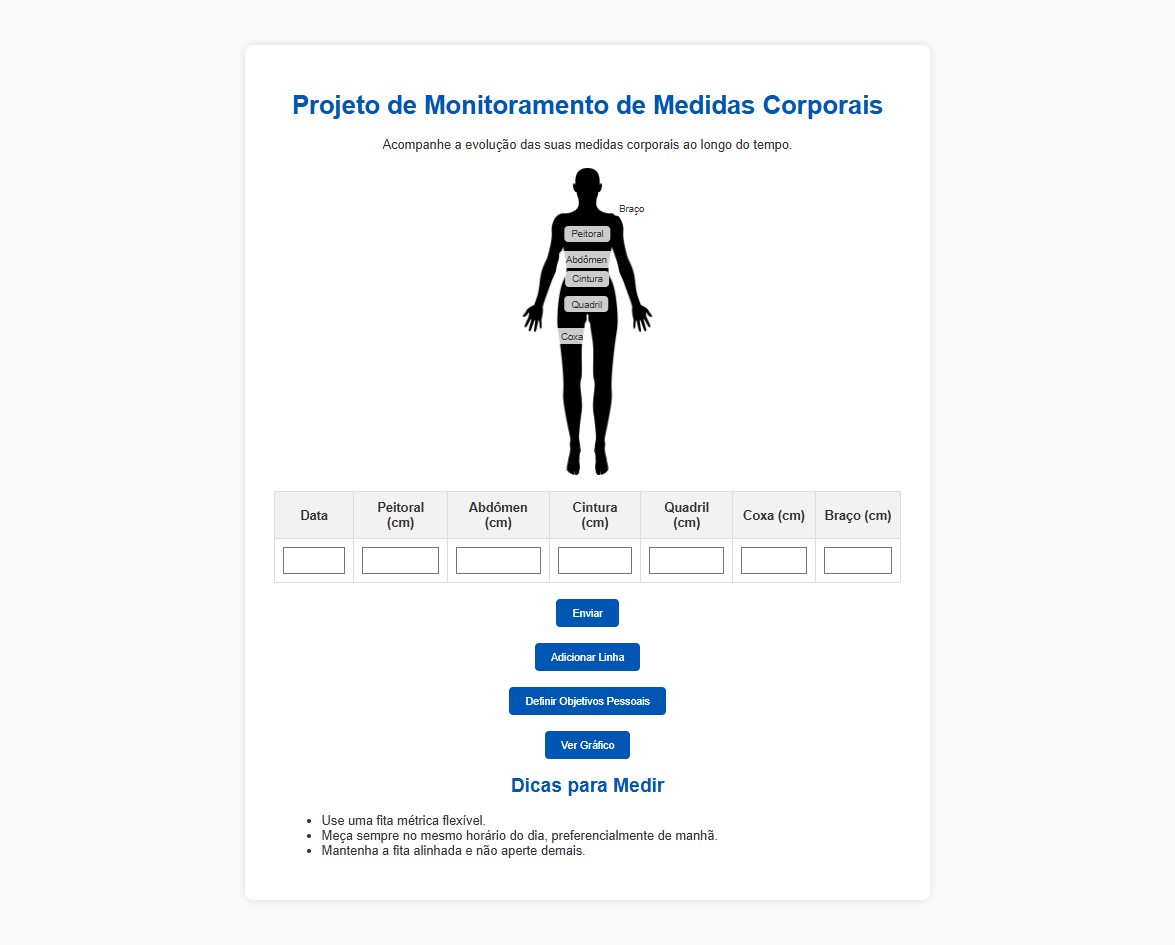 Projeto de Monitoramento de Medidas Corporais
Acompanhe a evolução das suas medidas corporais ao longo do tempo.
Braço
Peitoral
Abdômen
Cintura
Quadril
Coxa
Data
Peitoral (cm)
Abdômen (cm)
Cintura (cm)
Quadril (cm)
Coxa (cm)
Braço (cm)
Enviar
Adicionar Linha
Definir Objetivos Pessoais
Ver Gráfico
Dicas para Medir
• Use uma fita métrica flexível.
• Meça sempre no mesmo horário do dia, preferencialmente de manhã.
• Mantenha a fita alinhada e não aperte demais.